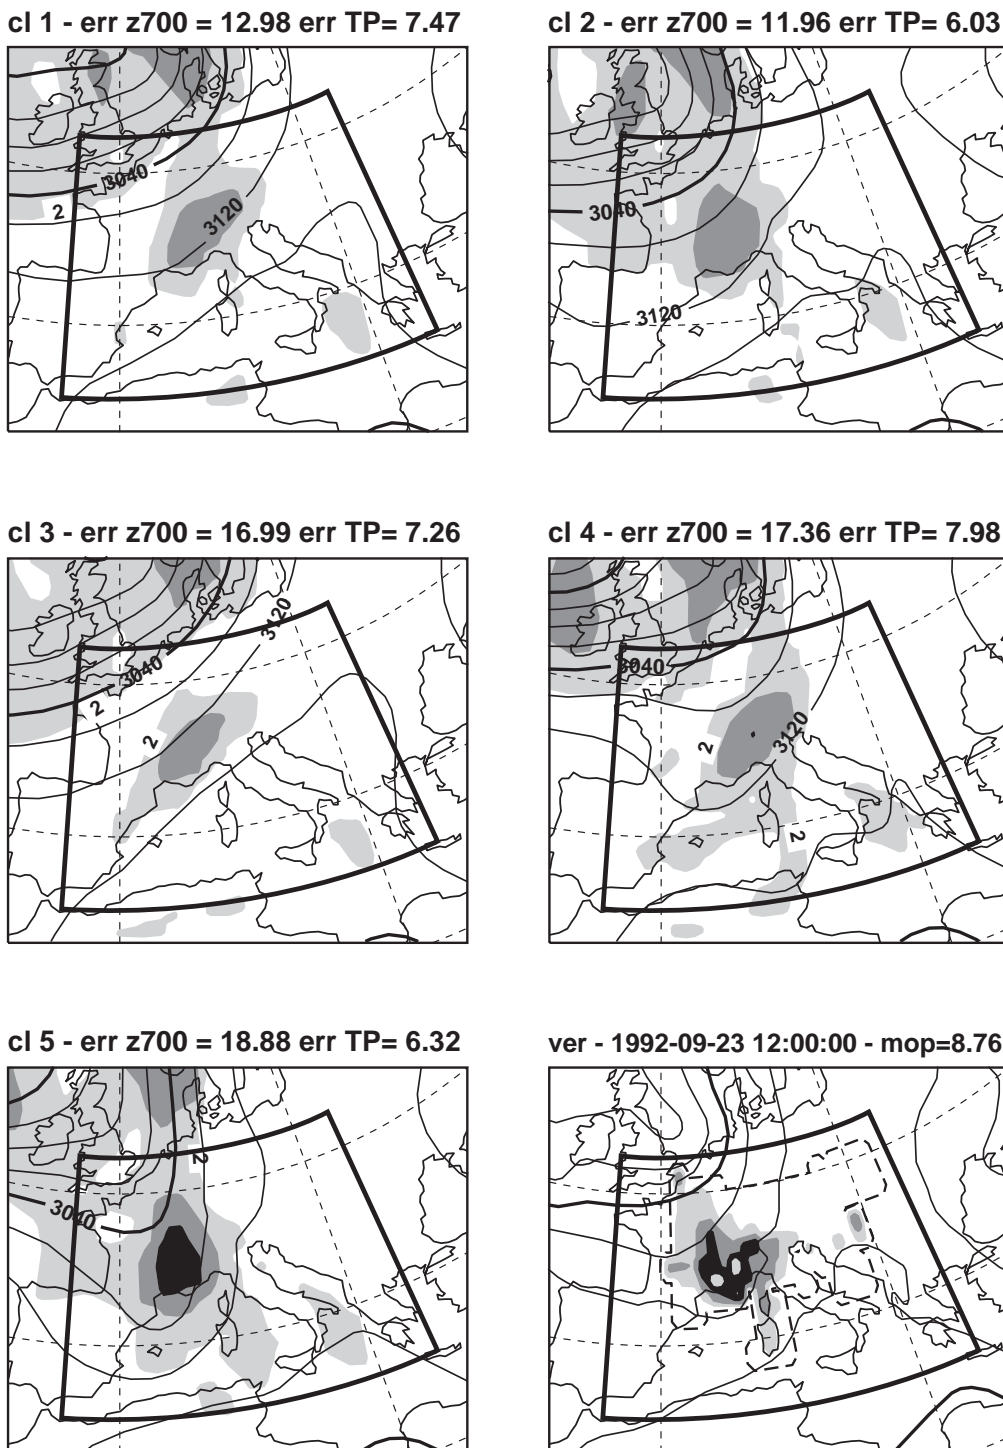 cl 1 - err z700 = 12.98 err TP= 7.47
cl 2 - err z700 = 11.96 err TP= 6.03
3040
2
3120
3040
3120
cl 3 - err z700 = 16.99 err TP= 7.26
cl 4 - err z700 = 17.36 err TP= 7.98
3120
3040
2
2
3040
2
3120
2
cl 5 - err z700 = 18.88 err TP= 6.32
ver - 1992-09-23 12:00:00 - mop=8.76
2
3040